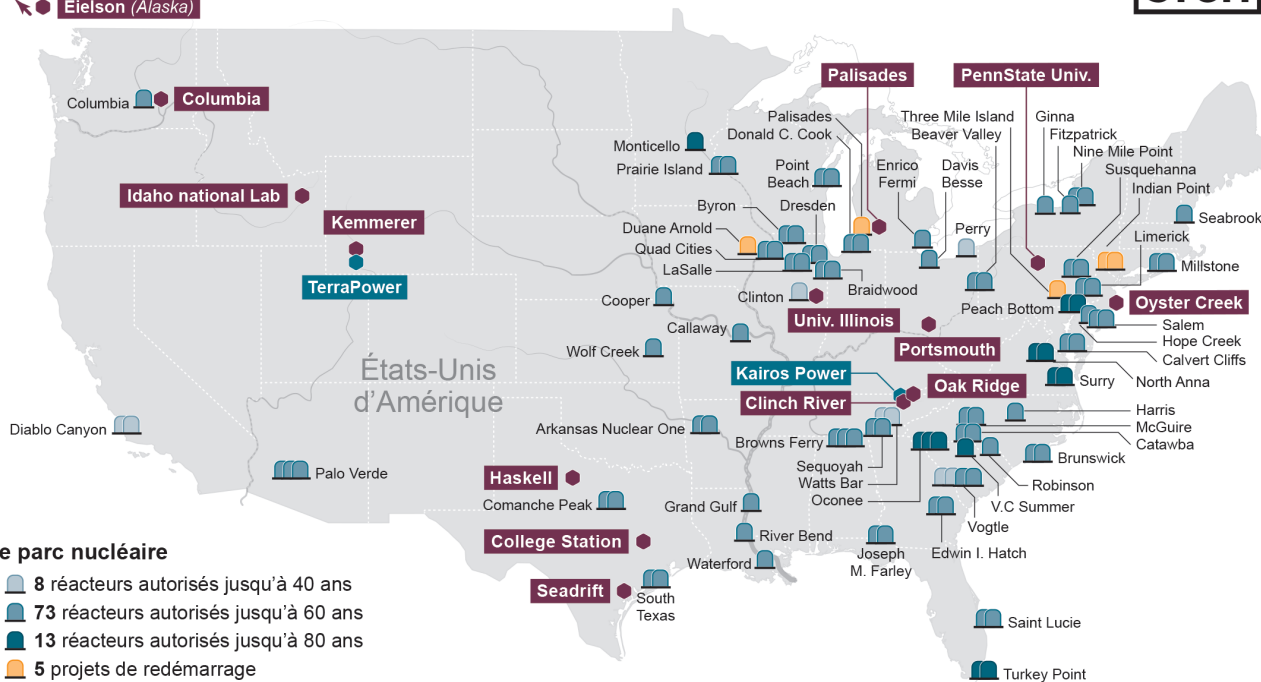 Eielson (Alaska)
Palisades
PennState Univ.
Columbia
Columbia
Palisades
Donald C. Cook
Three Mile Island
Beaver Valley
Ginna
Fitzpatrick
Nine Mile Point
Susquehanna
Indian Point
Monticello
Prairie Island
Point
Beach
Enrico
Fermi
Davis
Besse
Idaho national Lab
Kemmerer
TerraPower
Byron
Dresden
Duane Arnold
Quad Cities
LaSalle
Perry
Seabrook
Limerick
Millstone
Cooper
Clinton
Braidwood
Peach Bottom
Oyster Creek
Univ. Illinois
Callaway
Wolf Creek
Portsmouth
Salem
Hope Creek
Calvert Cliffs
North Anna
Surry
États-Unis
d'Amérique
Kairos Power
Clinch River
Oak Ridge
Diablo Canyon
Palo Verde
Arkansas Nuclear One
Browns Ferry
Sequoyah
Watts Bar
Oconee
Harris
McGuire
Catawba
Brunswick
Robinson
V.C Summer
Vogtle
Edwin I. Hatch
Haskell
Comanche Peak
Grand Gulf
College Station
River Bend
Waterford
Joseph
M. Farley
Seadrift
South
Texas
Saint Lucie
Turkey Point
e parc nucléaire
8 réacteurs autorisés jusqu'à 40 ans
73 réacteurs autorisés jusqu'à 60 ans
13 réacteurs autorisés jusqu'à 80 ans
5 projets de redémarrage